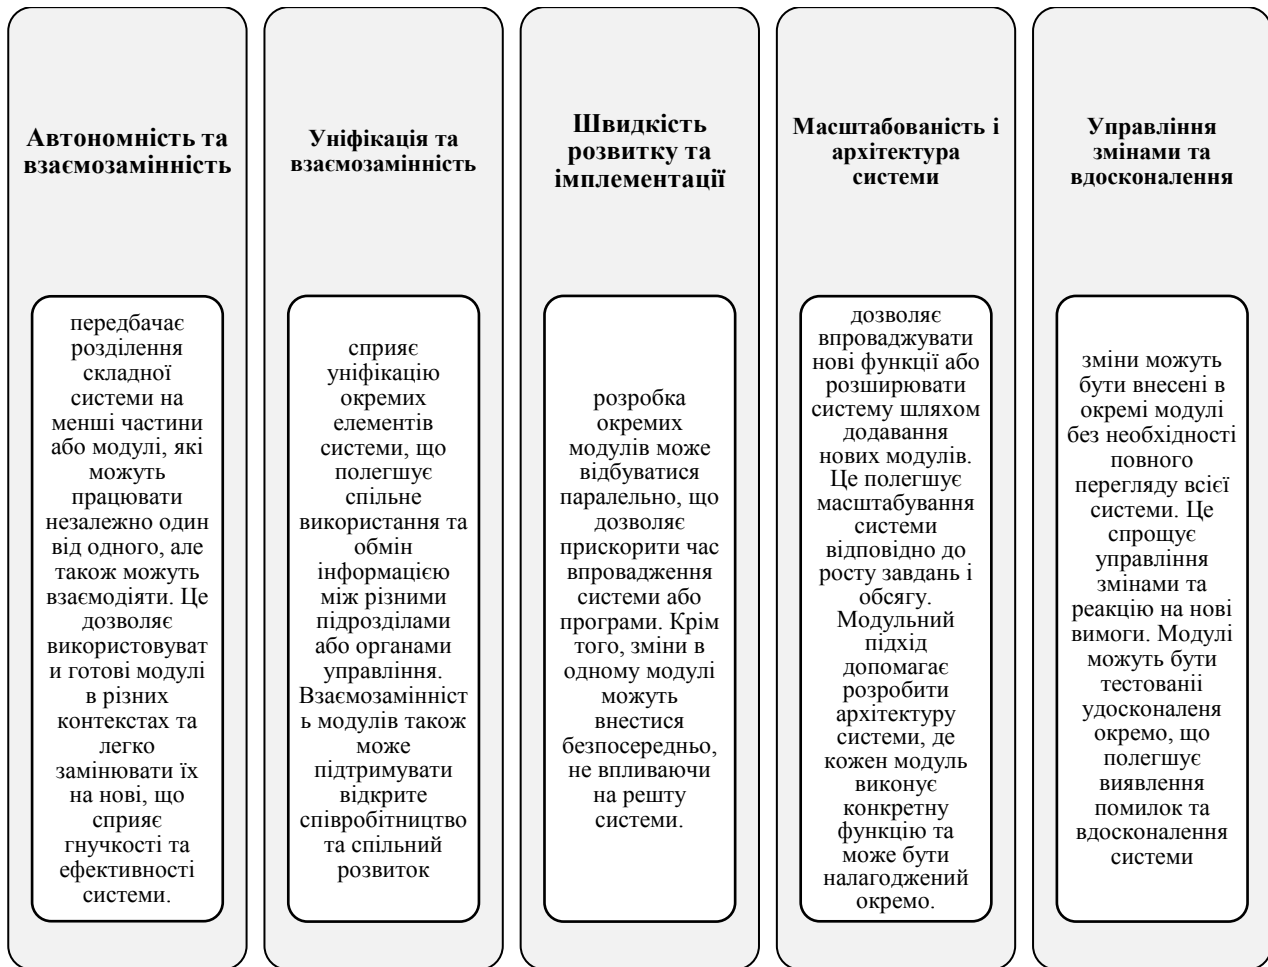 Автономність та
взаємозамінність
передбачає
розділення
складної
системи на
менші частини
або модулі, які
можуть
працювати
незалежно один
від одного, але
також можуть
взаємодіяти. Це
дозволяє
використовуват
и готові модулі
в різних
контекстах та
легко
замінювати їх
на нові, що
сприяє
гнучкості та
ефективності
системи.
Уніфікація та
взаємозамінність
сприяє
уніфікацію
окремих
елементів
системи, що
полегшує
спільне
використання та
обмін
інформацією
між різними
підрозділами
або органами
управління.
Взаємозамінніст
ь модулів також
може
підтримувати
відкрите
співробітництво
та спільний
розвиток
Швидкість
розвитку та
імплементації
розробка
окремих
модулів може
відбуватися
паралельно, що
дозволяє
прискорити час
впровадження
системи або
програми. Крім
того, зміни в
одному модулі
можуть
внестися
безпосередньо,
не впливаючи
на решту
системи.
Масштабованість і
архітектура
системи
дозволяє
впроваджувати
нові функції або
розширювати
систему шляхом
додавання
нових модулів.
Це полегшує
масштабування
системи
відповідно до
росту завдань і
обсягу.
Модульний
підхід
допомагає
розробити
архітектуру
системи, де
кожен модуль
виконує
конкретну
функцію та
може бути
налагоджений
окремо.
Управління
змінами та
вдосконалення
зміни можуть
бути внесені в
окремі модулі
без необхідності
повного
перегляду всієї
системи. Це
спрощує
управління
змінами та
реакцію на нові
вимоги. Модулі
можуть бути
тестованіі
удосконаленя
окремо, що
полегшує
виявлення
помилок та
вдосконалення
системи